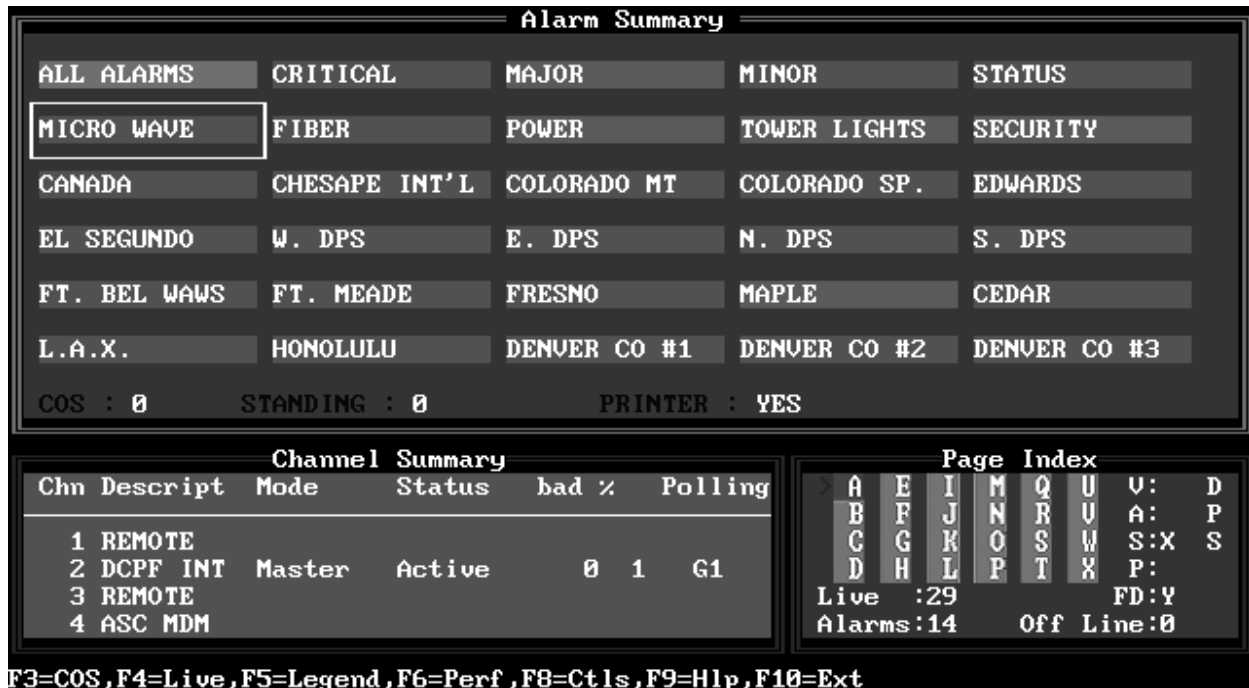 Alarm Summary
ALL ALARMS CRITICAL MAJOR MINOR STATUS
MICRO WAVE FIBER POWER TOWER LIGHTS SECURITY
CANADA CHESAPE INT'L COLORADO MT COLORADO SP. EDWARDS
EL SEGUNDO W. DPS E. DPS N. DPS S. DPS
FT. BEL WAWS FT. MEADE FRESNO MAPLE CEDAR
L.A.X. HONOLULU DENVER CO #1 DENVER CO #2 DENVER CO #3
COS : 0 STANDING : 0 PRINTER : YES
Channel Summary
Chn Descript Mode Status bad % Polling
1 REMOTE
2 DCPF INT Master Active 0 1 G1
3 REMOTE
4 ASC MDM
Page Index
> A E I M Q U V: D
B F J N R V A: P
C G K O S W S:X S
D H L P T X P:
Live :29 FD:Y
Alarms:14 Off Line:0
F3=COS,F4=Live,F5=Legend,F6=Perf,F8=Ctls,F9=Hlp,F10=Ext